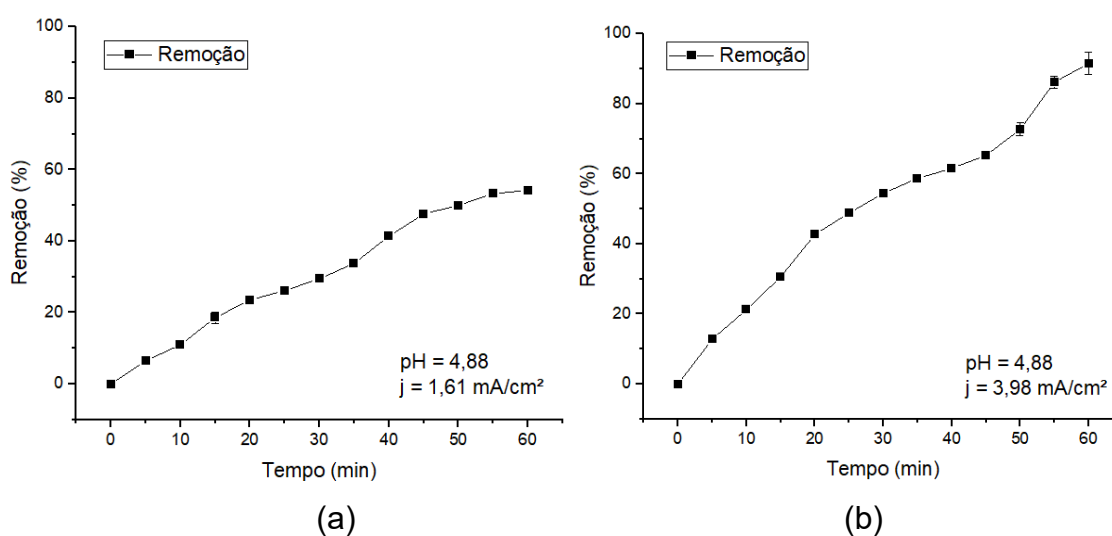 100
80
60
40
20
0
Remoção (%)
Remoção
pH = 4,88
j = 1,61 mA/cm²
0 10 20 30 40 50 60
Tempo (min)
(a)
100
80
60
40
20
0
Remoção (%)
Remoção
pH = 4,88
j = 3,98 mA/cm²
0 10 20 30 40 50 60
Tempo (min)
(b)